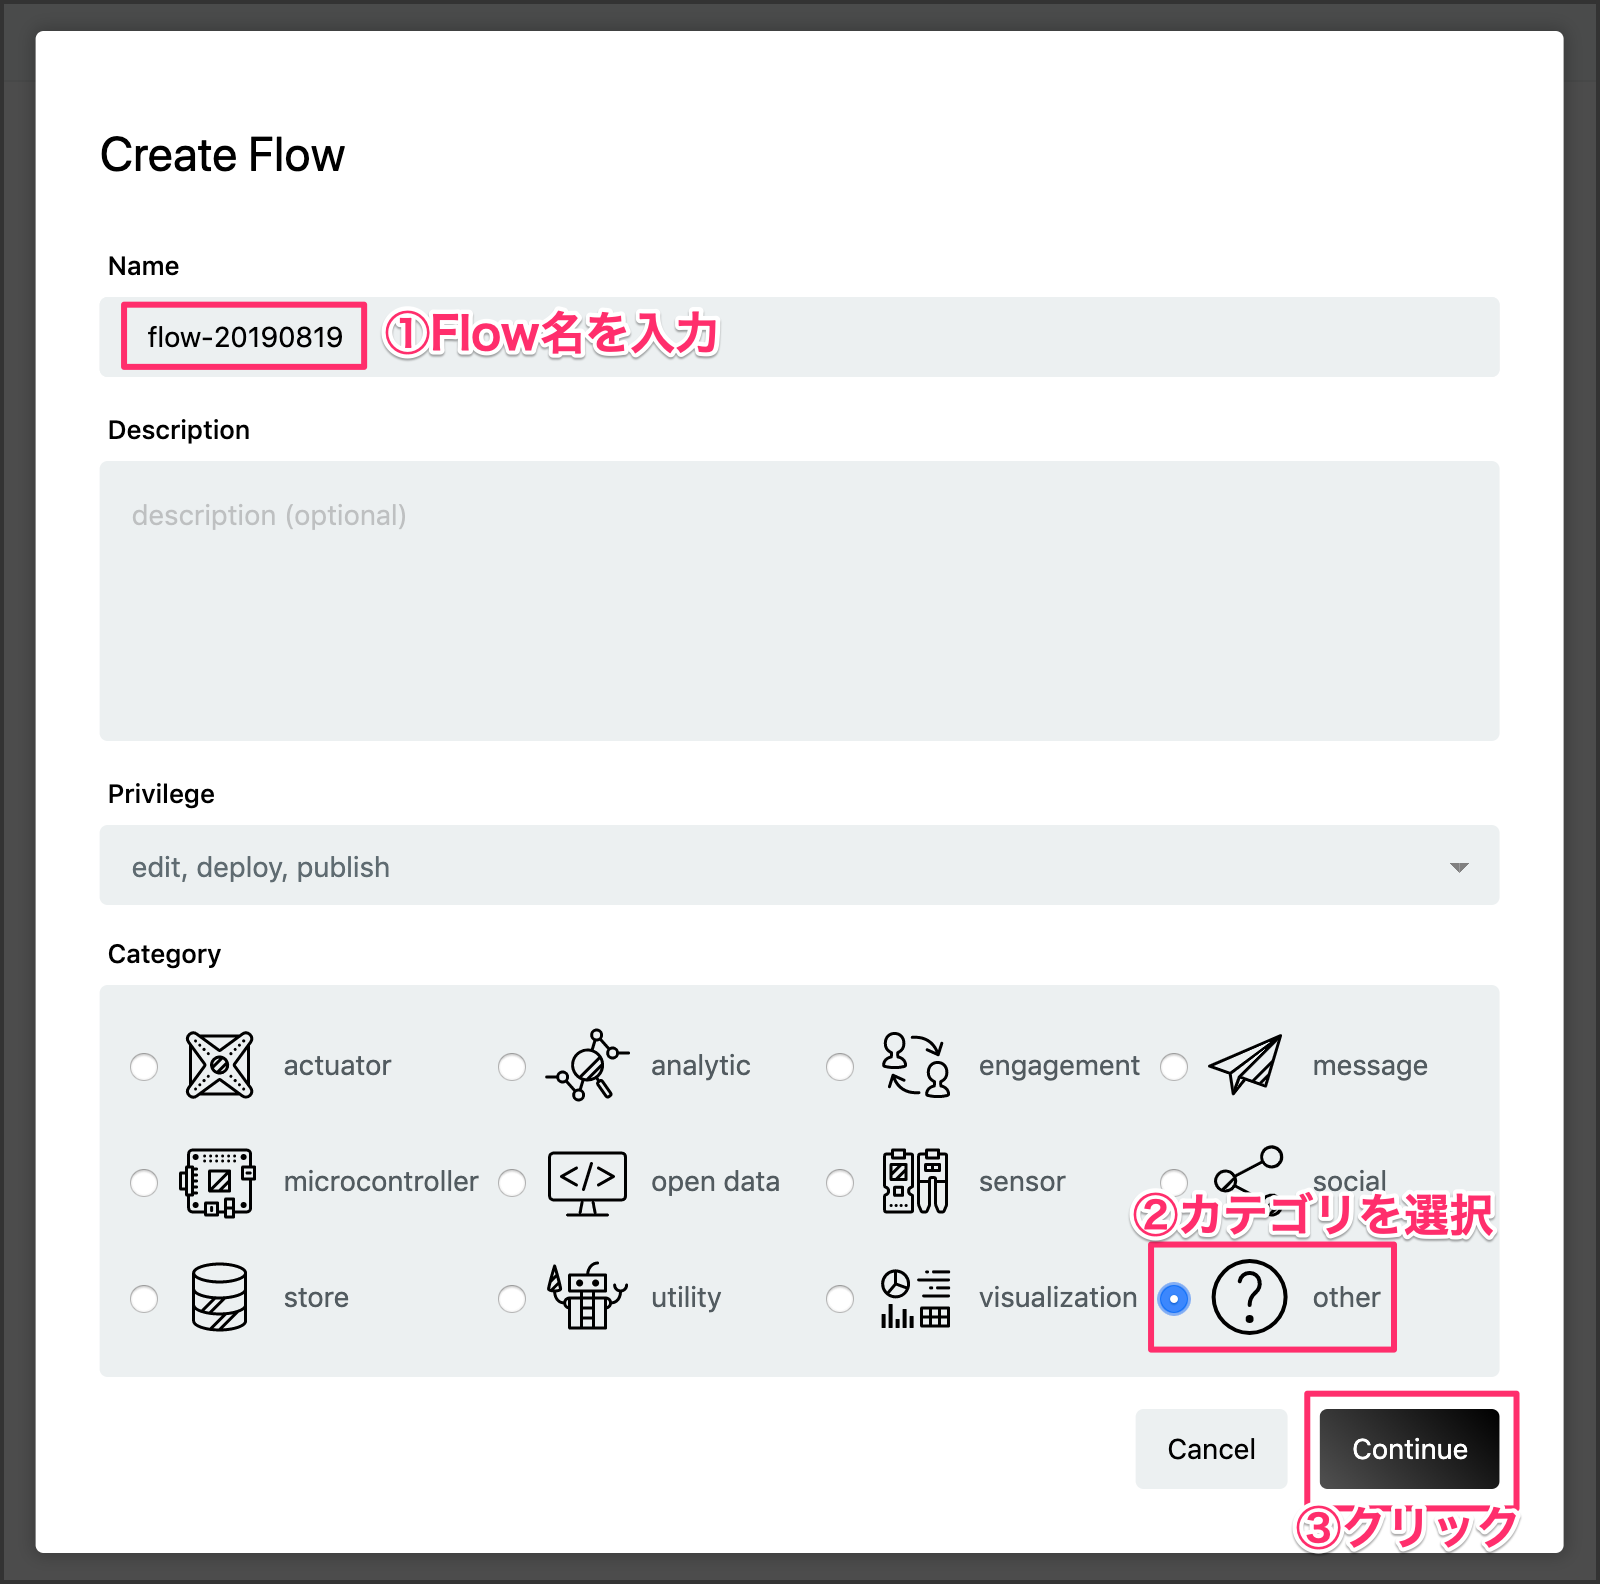 Create Flow
Name
flow-20190819 ①Flow名を入力
Description
description (optional)
Privilege
edit, deploy, publish
Category
actuator analytic engagement message
microcontroller open data sensor social
②カテゴリを選択
store utility visualization other
Cancel Continue
③クリック